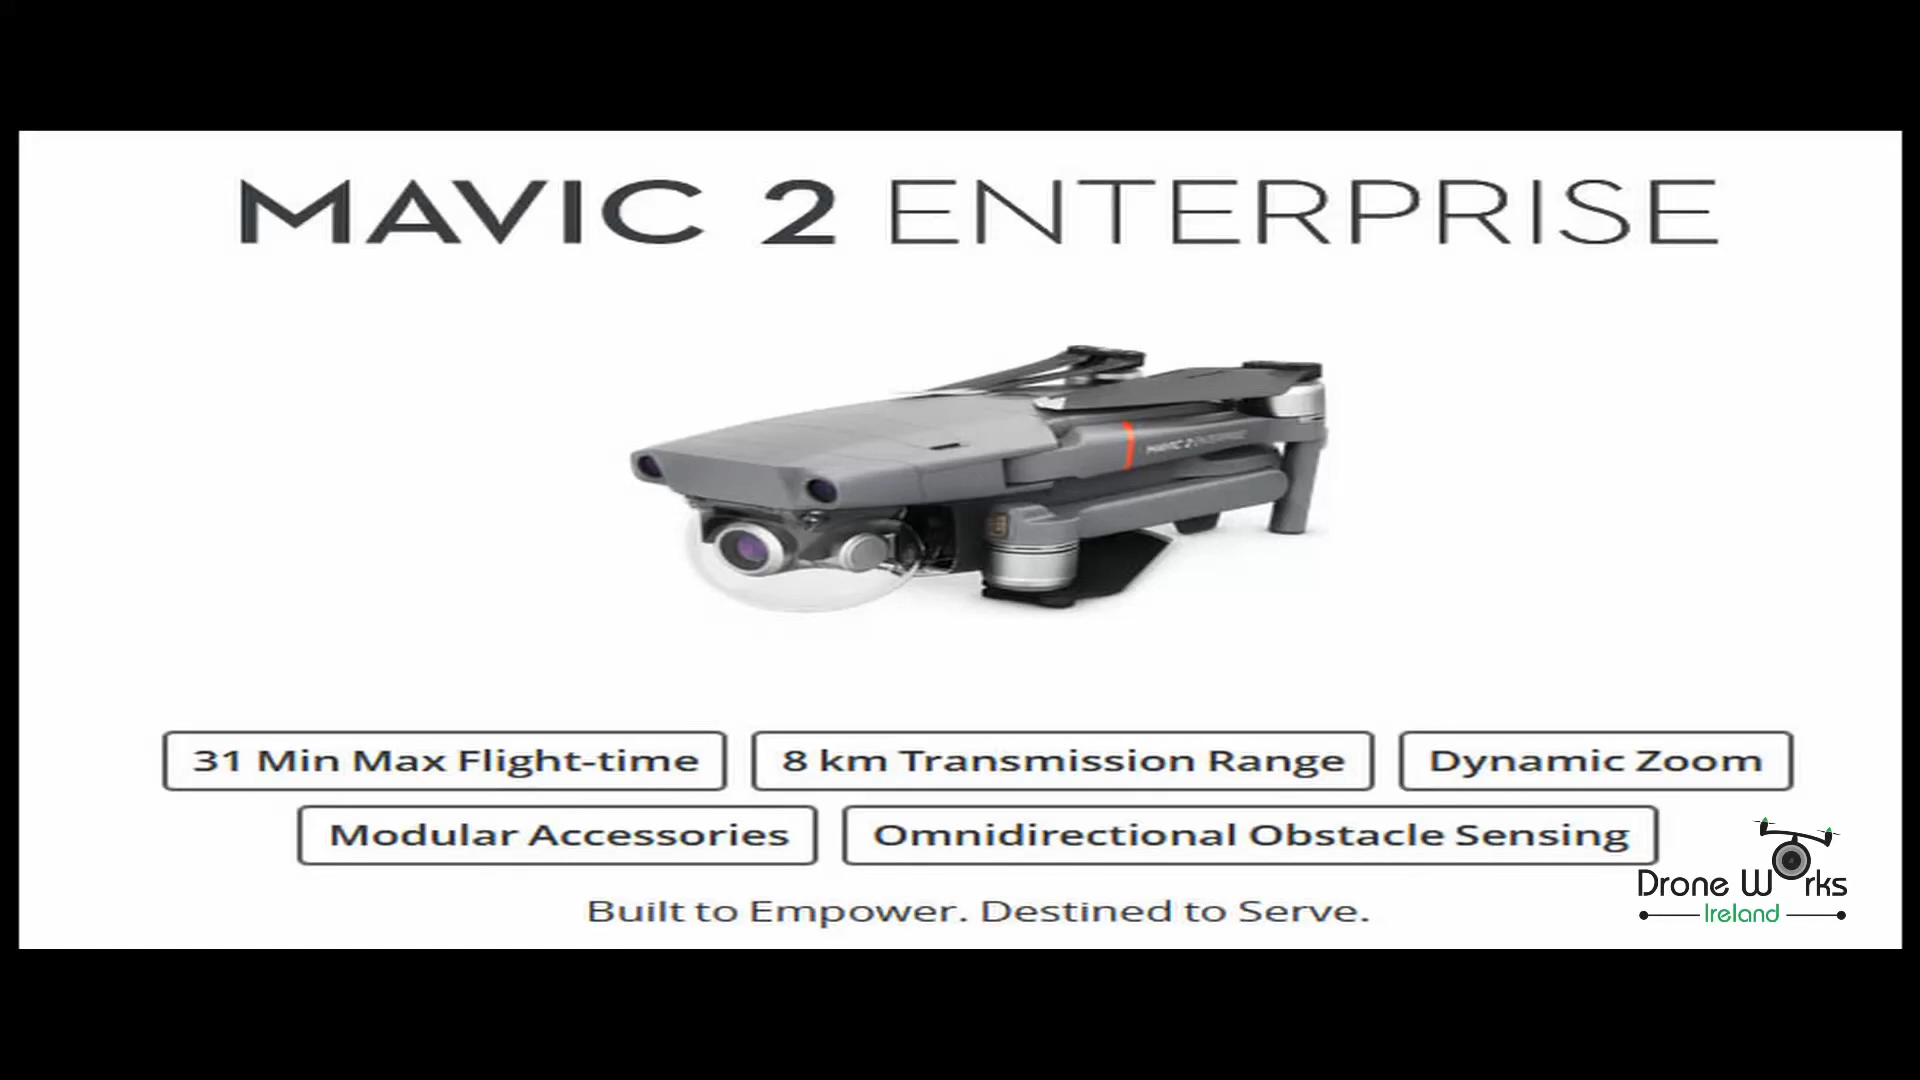 MAVIC 2 ENTERPRISE
31 Min Max Flight-time
8 km Transmission Range
Dynamic Zoom
Modular Accessories
Omnidirectional Obstacle Sensing
Built to Empower. Destined to Serve.
Drone Works
Ireland